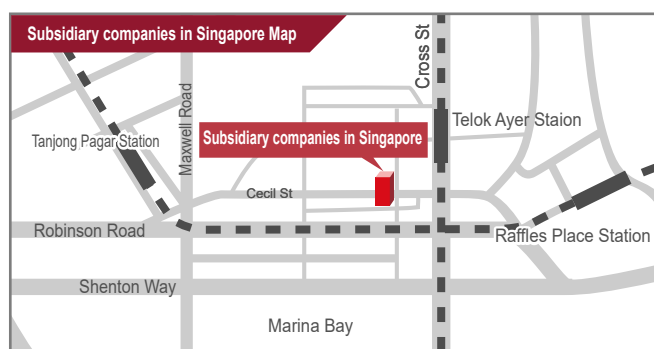 Subsidiary companies in Singapore Map
Cross St
Maxwell Road
Telok Ayer Staion
Tanjong Pagar Station
Subsidiary companies in Singapore
Cecil St
Robinson Road
Raffles Place Station
Shenton Way
Marina Bay